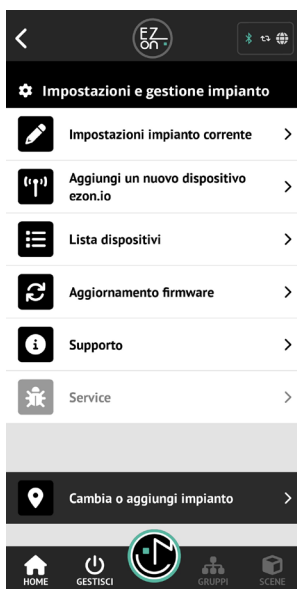 EZ
on
Impostazioni e gestione impianto
Impostazioni impianto corrente
Aggiungi un nuovo dispositivo
ezon.io
Lista dispositivi
Aggiornamento firmware
Supporto
Service
Cambia o aggiungi impianto
HOME
GESTISCI
GRUPPI
SCENE